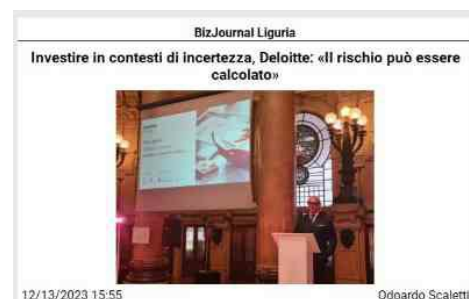 BizJournal Liguria
Investire in contesti di incertezza, Deloitte: «Il rischio può essere
calcolato»
12/13/2023 15:55
Odoardo Scaletti